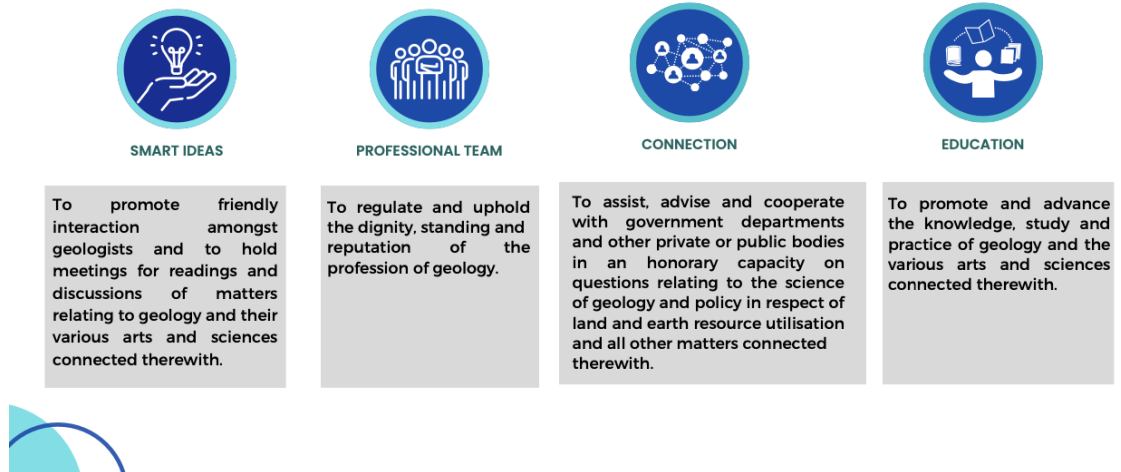 SMART IDEAS
To promote friendly
interaction amongst
geologists and to hold
meetings for readings and
discussions of matters
relating to geology and their
various arts and sciences
connected therewith.
PROFESSIONAL TEAM
To regulate and uphold
the dignity, standing and
reputation of the
profession of geology.
CONNECTION
To assist, advise and cooperate
with government departments
and other private or public bodies
in an honorary capacity on
questions relating to the science
of geology and policy in respect of
land and earth resource utilisation
and all other matters connected
therewith.
EDUCATION
To promote and advance
the knowledge, study and
practice of geology and the
various arts and sciences
connected therewith.